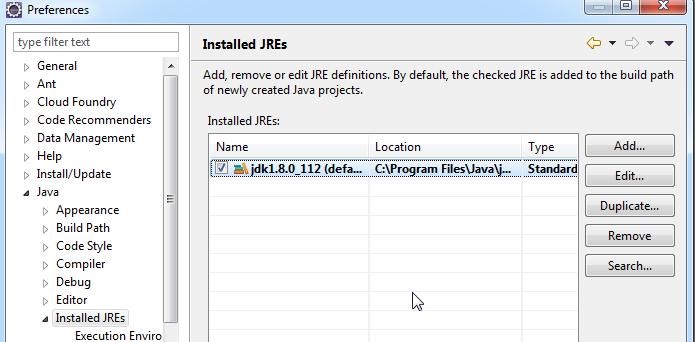 Preferences
type filter text
General
Ant
Cloud Foundry
Code Recommenders
Data Management
Help
Install/Update
Java
Appearance
Build Path
Code Style
Compiler
Debug
Editor
Installed JREs
Execution Enviro
Installed JREs
Add, remove or edit JRE definitions. By default, the checked JRE is added to the build path
of newly created Java projects.
Installed JREs:
Name Location Type
jdk1.8.0_112 (defa... C:\Program Files\Java\j... Standard
Add...
Edit...
Duplicate...
Remove
Search...